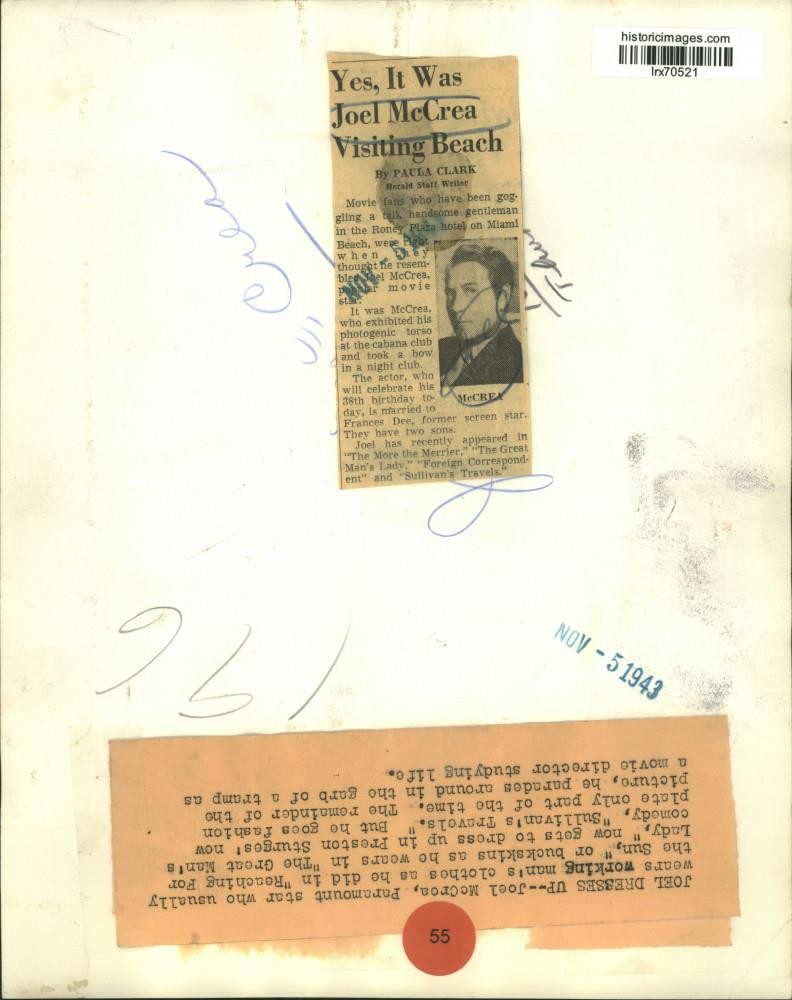 historicimages.com
lrx70521
Yes, It Was
Joel McCrea
Visiting Beach
By PAULA CLARK
Herald Staff Writer
Movie fans who have been gog-
gling a tall, handsome gentleman
in the Roney Plaza hotel on Miami
Beach, were right
when they
thought he resem-
bled Joel McCrea,
popular movie
star.
It was McCrea,
who exhibited his
photogenic torso
at the cabana club
and took a bow
in a night club.
The actor, who
will celebrate his
38th birthday to-
day, is married to
Frances Dee, former screen star.
They have two sons.
Joel has recently appeared in
"The More the Merrier," "The Great
Man's Lady," "Foreign Correspond-
ent" and "Sullivan's Travels."
McCREA
NOV - 5 1943
NOV - 5 1943
JOEL DRESSES UP--Joel McCrea, Paramount star who usually
wears working man's clothes as he did in "Reaching For
the Sun," or buckskins as he wears in "The Great Man's
Lady," now gets to dress up in Preston Sturges' now
comedy, "Sullivan's Travels." But he goes fashion
plate only part of the time. The remainder of the
picture, he parades around in the garb of a tramp as
a movie director studying life.
55